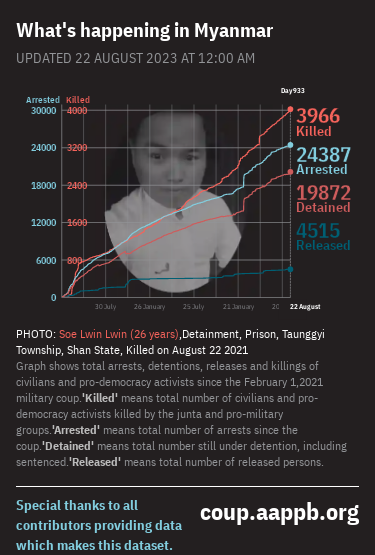 What's happening in Myanmar
UPDATED 22 AUGUST 2023 AT 12:00 AM
Day933
Arrested Killed
30000 4000
24000 3200
18000 2400
12000 1600
6000 800
0
3966
Killed
24387
Arrested
19872
Detained
4515
Released
30 July 26 January 25 July 21 January 20 22 August
PHOTO: Soe Lwin Lwin (26 years),Detainment, Prison, Taunggyi
Township, Shan State, Killed on August 22 2021
Graph shows total arrests, detentions, releases and killings of
civilians and pro-democracy activists since the February 1,2021
military coup.'Killed' means total number of civilians and pro-
democracy activists killed by the junta and pro-military
groups.'Arrested' means total number of arrests since the
coup.'Detained' means total number still under detention, including
sentenced.'Released' means total number of released persons.
Special thanks to all
contributors providing data
which makes this dataset.
coup.aappb.org